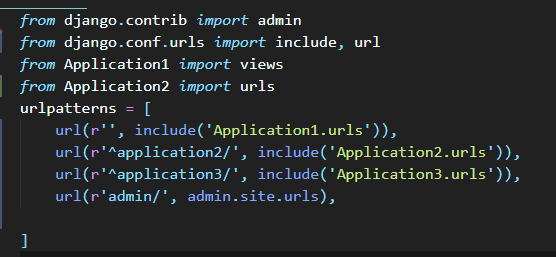 from django.contrib import admin
from django.conf.urls import include, url
from Application1 import views
from Application2 import urls
urlpatterns = [
    url(r'', include('Application1.urls')),
    url(r'^application2/', include('Application2.urls')),
    url(r'^application3/', include('Application3.urls')),
    url(r'admin/', admin.site.urls),
]